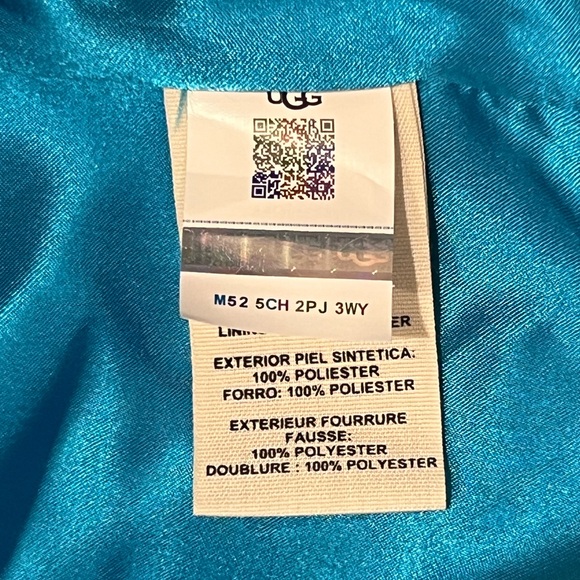 UGG
UGG
M52 5CH 2PJ 3WY
EXTERIOR PIEL SINTETICA:
100% POLIESTER
FORRO: 100% POLIESTER
EXTERIEUR FOURRURE
FAUSSE:
100% POLYESTER
DOUBLURE : 100% POLYESTER